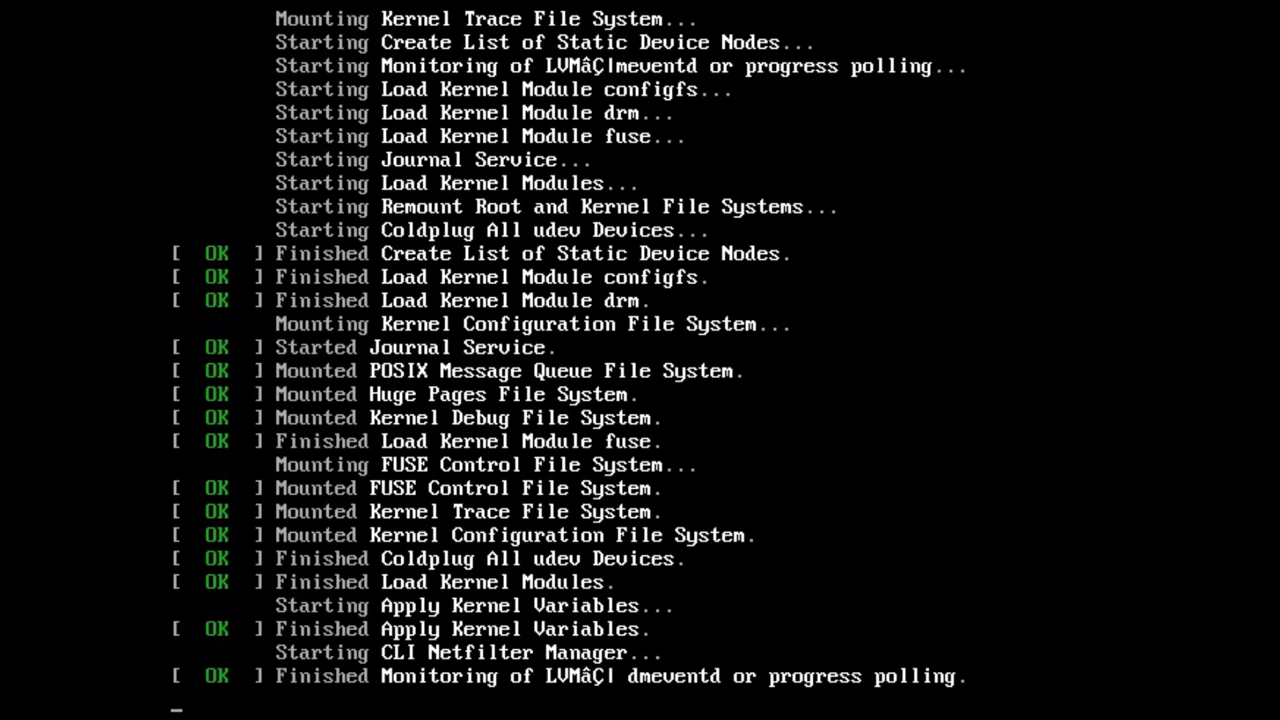 Mounting Kernel Trace File System...
Starting Create List of Static Device Nodes...
Starting Monitoring of LVMâÇ|meventd or progress polling...
Starting Load Kernel Module configfs...
Starting Load Kernel Module drm...
Starting Load Kernel Module fuse...
Starting Journal Service...
Starting Load Kernel Modules...
Starting Remount Root and Kernel File Systems...
Starting Coldplug All udev Devices...
[  OK  ] Finished Create List of Static Device Nodes.
[  OK  ] Finished Load Kernel Module configfs.
[  OK  ] Finished Load Kernel Module drm.
Mounting Kernel Configuration File System...
[  OK  ] Started Journal Service.
[  OK  ] Mounted POSIX Message Queue File System.
[  OK  ] Mounted Huge Pages File System.
[  OK  ] Mounted Kernel Debug File System.
[  OK  ] Finished Load Kernel Module fuse.
Mounting FUSE Control File System...
[  OK  ] Mounted FUSE Control File System.
[  OK  ] Mounted Kernel Trace File System.
[  OK  ] Mounted Kernel Configuration File System.
[  OK  ] Finished Coldplug All udev Devices.
[  OK  ] Finished Load Kernel Modules.
Starting Apply Kernel Variables...
[  OK  ] Finished Apply Kernel Variables.
Starting CLI Netfilter Manager...
[  OK  ] Finished Monitoring of LVMâÇ| dmeventd or progress polling.
_